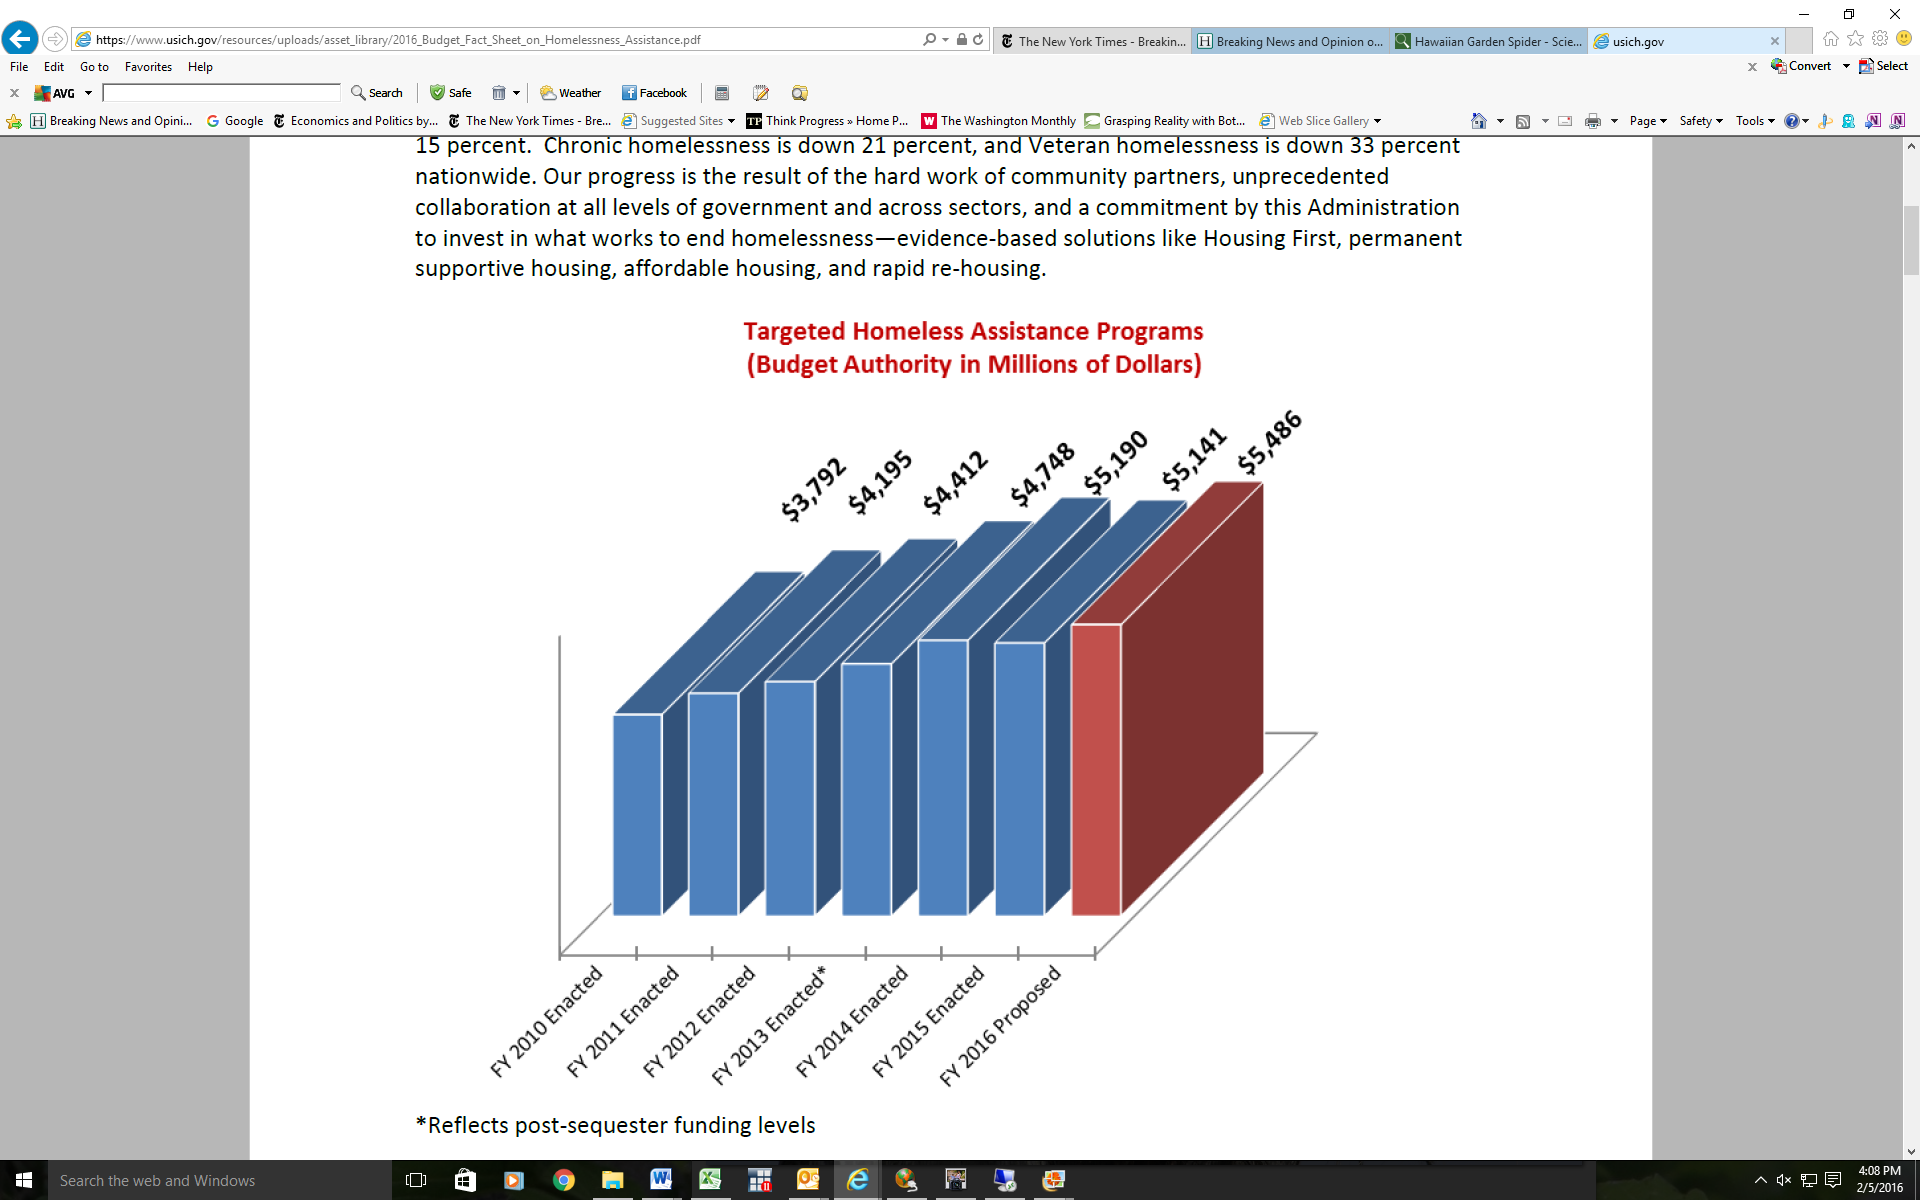 https://www.usich.gov/resources/uploads/asset_library/2016_Budget_Fact_Sheet_on_Homelessness_Assistance.pdf
The New York Times - Breakin...
Breaking News and Opinion o...
Hawaiian Garden Spider - Scie...
usich.gov
File Edit Go to Favorites Help
Convert Select
AVG Search Safe Weather Facebook
Breaking News and Opini... Google Economics and Politics by... The New York Times - Bre... Suggested Sites Think Progress » Home P... The Washington Monthly Grasping Reality with Bot... Web Slice Gallery Page Safety Tools
15 percent. Chronic homelessness is down 21 percent, and Veteran homelessness is down 33 percent
nationwide. Our progress is the result of the hard work of community partners, unprecedented
collaboration at all levels of government and across sectors, and a commitment by this Administration
to invest in what works to end homelessness—evidence-based solutions like Housing First, permanent
supportive housing, affordable housing, and rapid re-housing.
Targeted Homeless Assistance Programs
(Budget Authority in Millions of Dollars)
$3,792
$4,195
$4,412
$4,748
$5,190
$5,141
$5,486
FY 2010 Enacted
FY 2011 Enacted
FY 2012 Enacted
FY 2013 Enacted*
FY 2014 Enacted
FY 2015 Enacted
FY 2016 Proposed
*Reflects post-sequester funding levels
Search the web and Windows
4:08 PM
2/5/2016